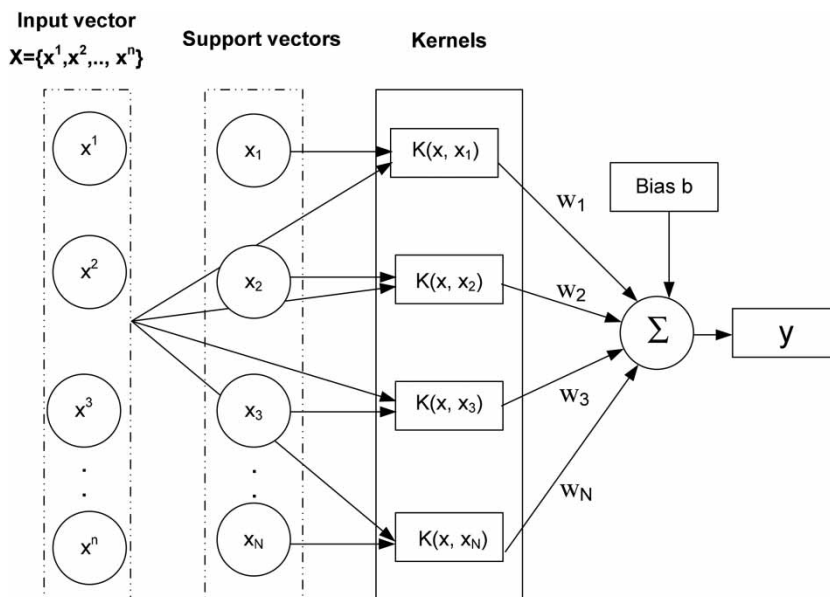 Input vector
X={x¹,x²,.., xⁿ}
Support vectors
Kernels
x¹
x²
x³
.
.
xⁿ
x₁
x₂
x₃
.
.
x_N
K(x, x₁)
K(x, x₂)
K(x, x₃)
K(x, x_N)
w₁
w₂
w₃
w_N
Bias b
Σ
y